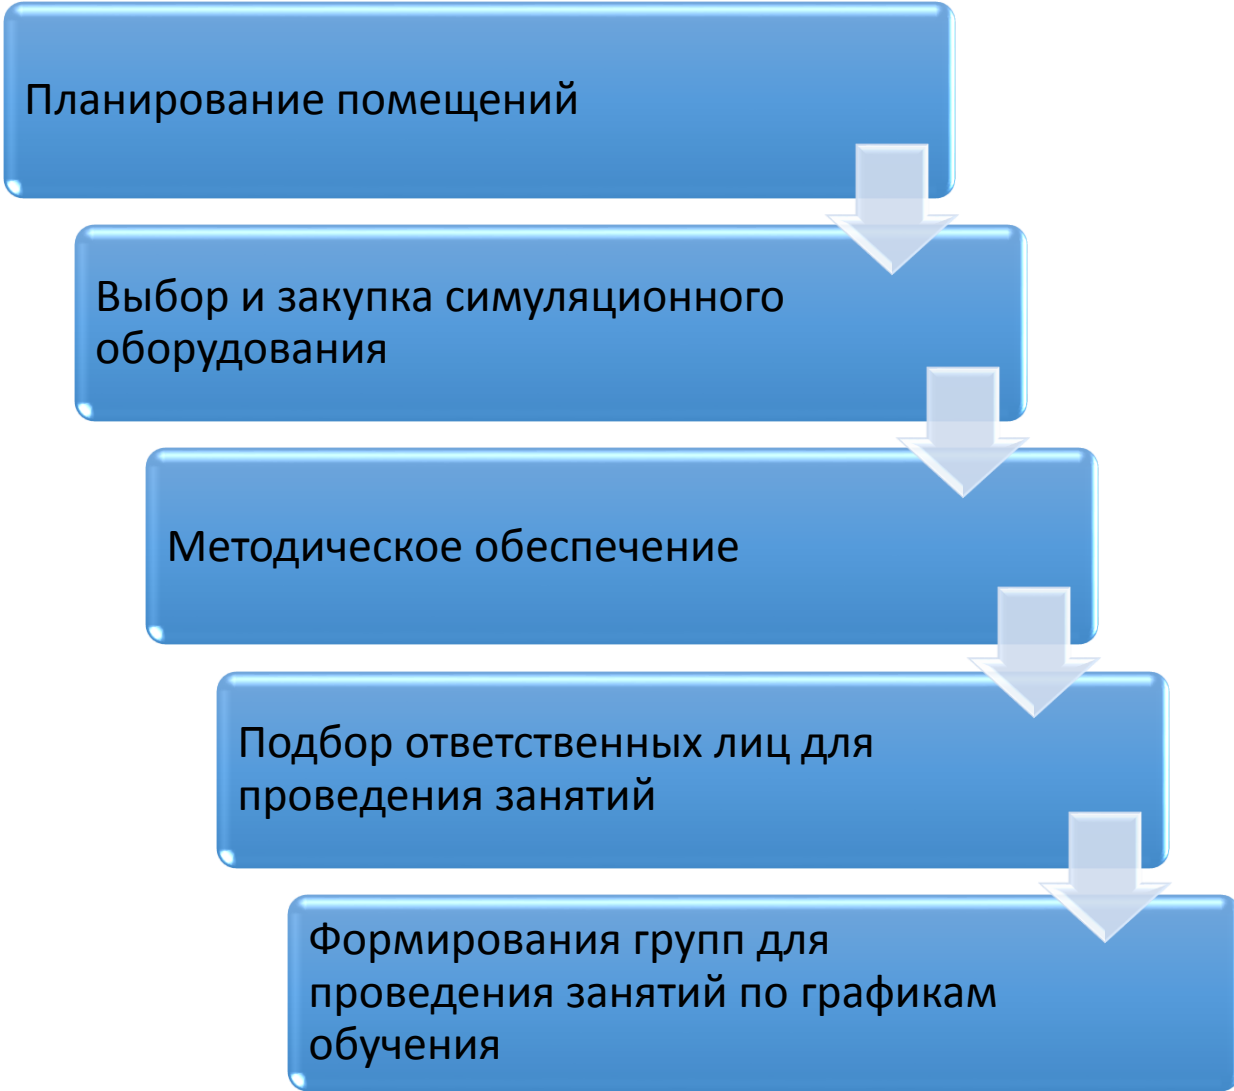 Планирование помещений
Выбор и закупка симуляционного
оборудования
Методическое обеспечение
Подбор ответственных лиц для
проведения занятий
Формирования групп для
проведения занятий по графикам
обучения